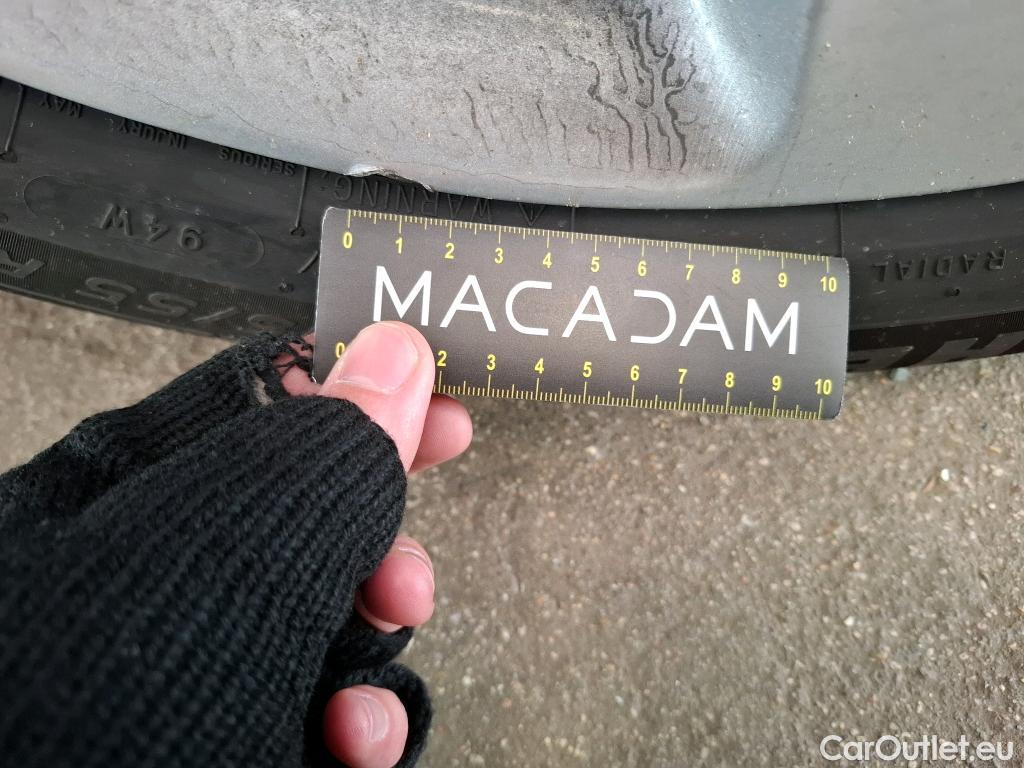 MAY
INJURY
SERIOUS
WARNING
94W
/55 R
RADIAL
0 1 2 3 4 5 6 7 8 9 10
MACADAM
0 2 3 4 5 6 7 8 9 10
CarOutlet.eu